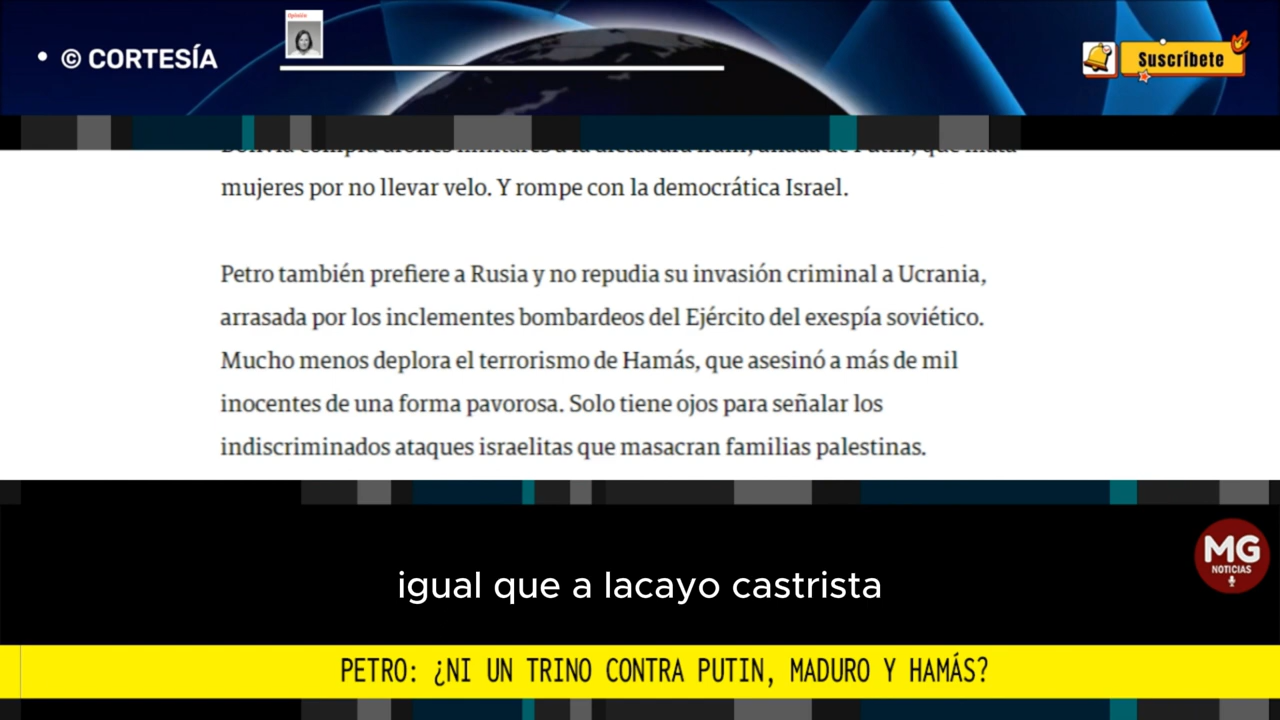 Opinión
• © CORTESÍA
Suscríbete
mujeres por no llevar velo. Y rompe con la democrática Israel.
Petro también prefiere a Rusia y no repudia su invasión criminal a Ucrania,
arrasada por los inclementes bombardeos del Ejército del exespía soviético.
Mucho menos deplora el terrorismo de Hamás, que asesinó a más de mil
inocentes de una forma pavorosa. Solo tiene ojos para señalar los
indiscriminados ataques israelitas que masacran familias palestinas.
MG
NOTICIAS
igual que a lacayo castrista
PETRO: ¿NI UN TRINO CONTRA PUTIN, MADURO Y HAMÁS?